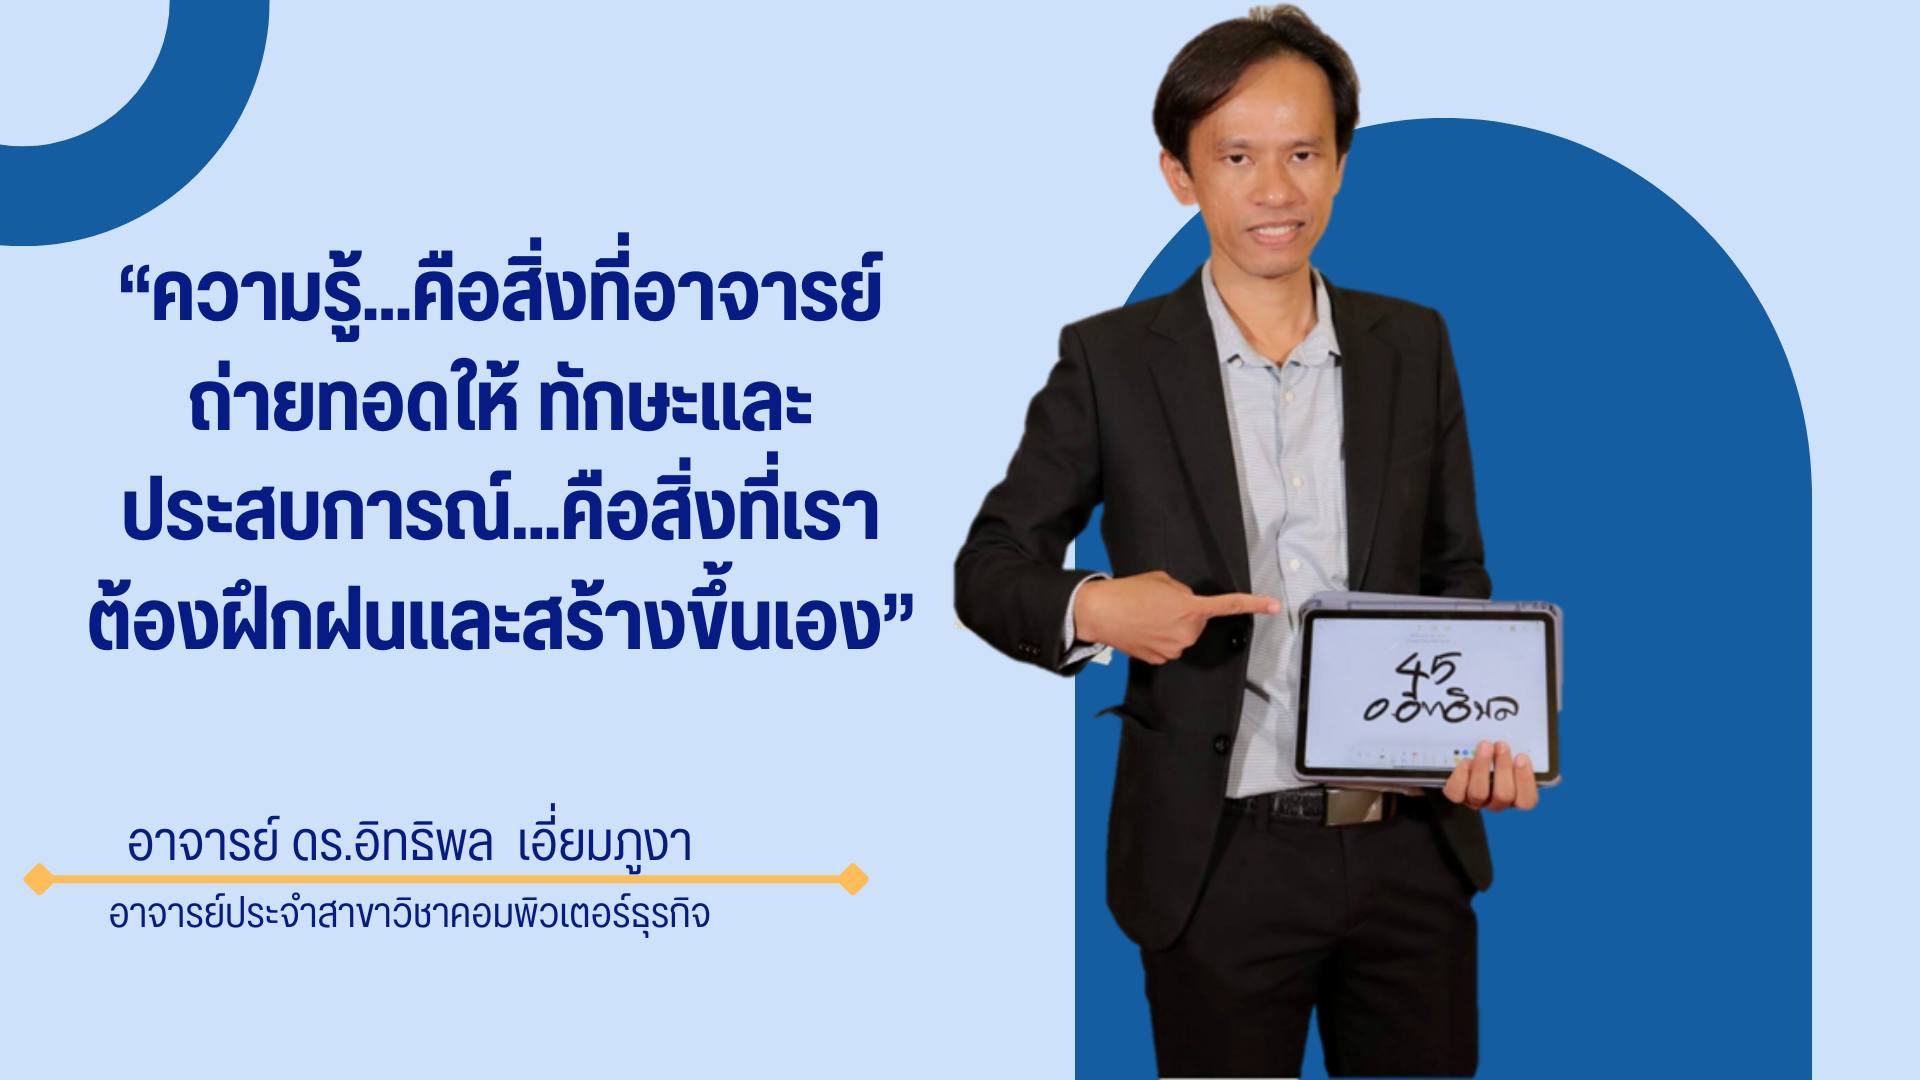 “ความรู้...คือสิ่งที่อาจารย์
ถ่ายทอดให้ ทักษะและ
ประสบการณ์...คือสิ่งที่เรา
ต้องฝึกฝนและสร้างขึ้นเอง”
อาจารย์ ดร.อิทธิพล เอี่ยมภูงา
อาจารย์ประจำสาขาวิชาคอมพิวเตอร์ธุรกิจ
45
อ.อิทธิพล